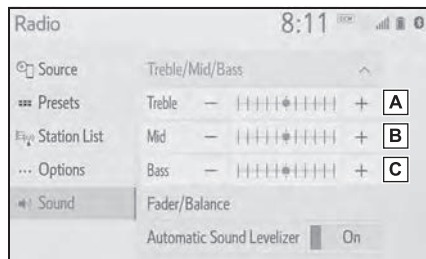 Radio 8:11 DCM
Source
Presets
Station List
Options
Sound
Treble/Mid/Bass
Treble - + A
Mid - + B
Bass - + C
Fader/Balance
Automatic Sound Levelizer On